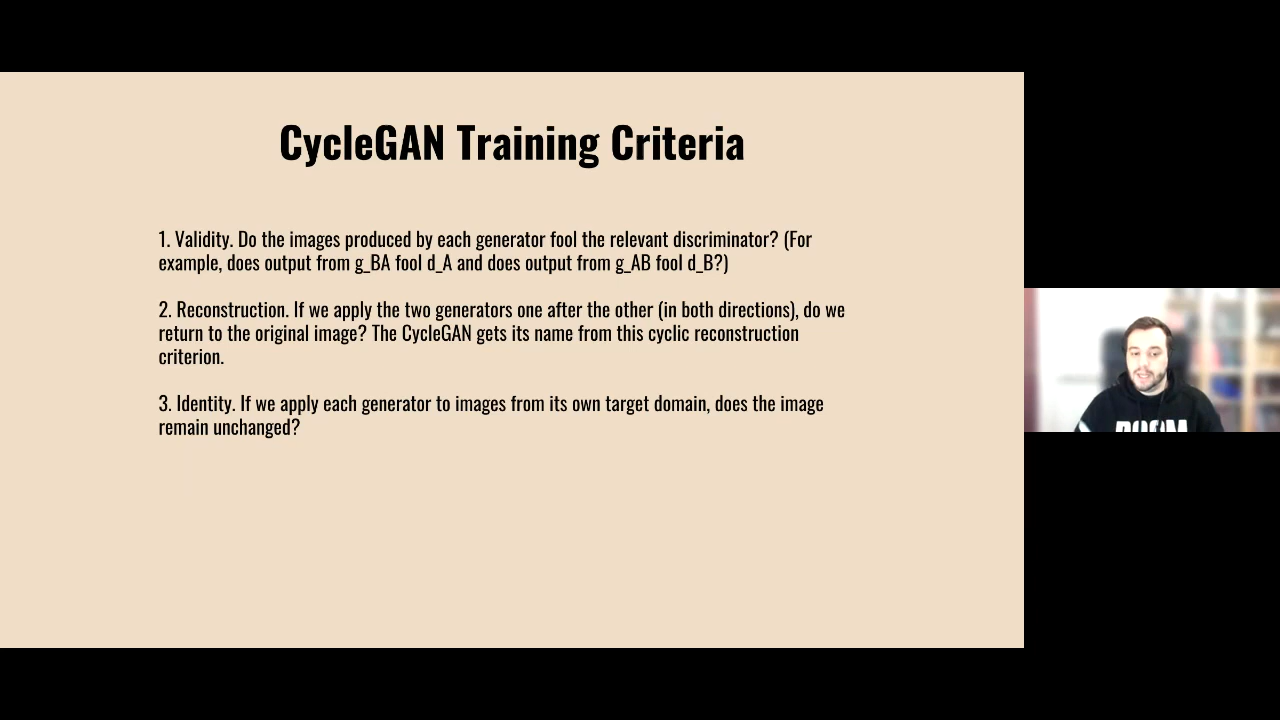 CycleGAN Training Criteria
1. Validity. Do the images produced by each generator fool the relevant discriminator? (For
example, does output from g_BA fool d_A and does output from g_AB fool d_B?)
2. Reconstruction. If we apply the two generators one after the other (in both directions), do we
return to the original image? The CycleGAN gets its name from this cyclic reconstruction
criterion.
3. Identity. If we apply each generator to images from its own target domain, does the image
remain unchanged?